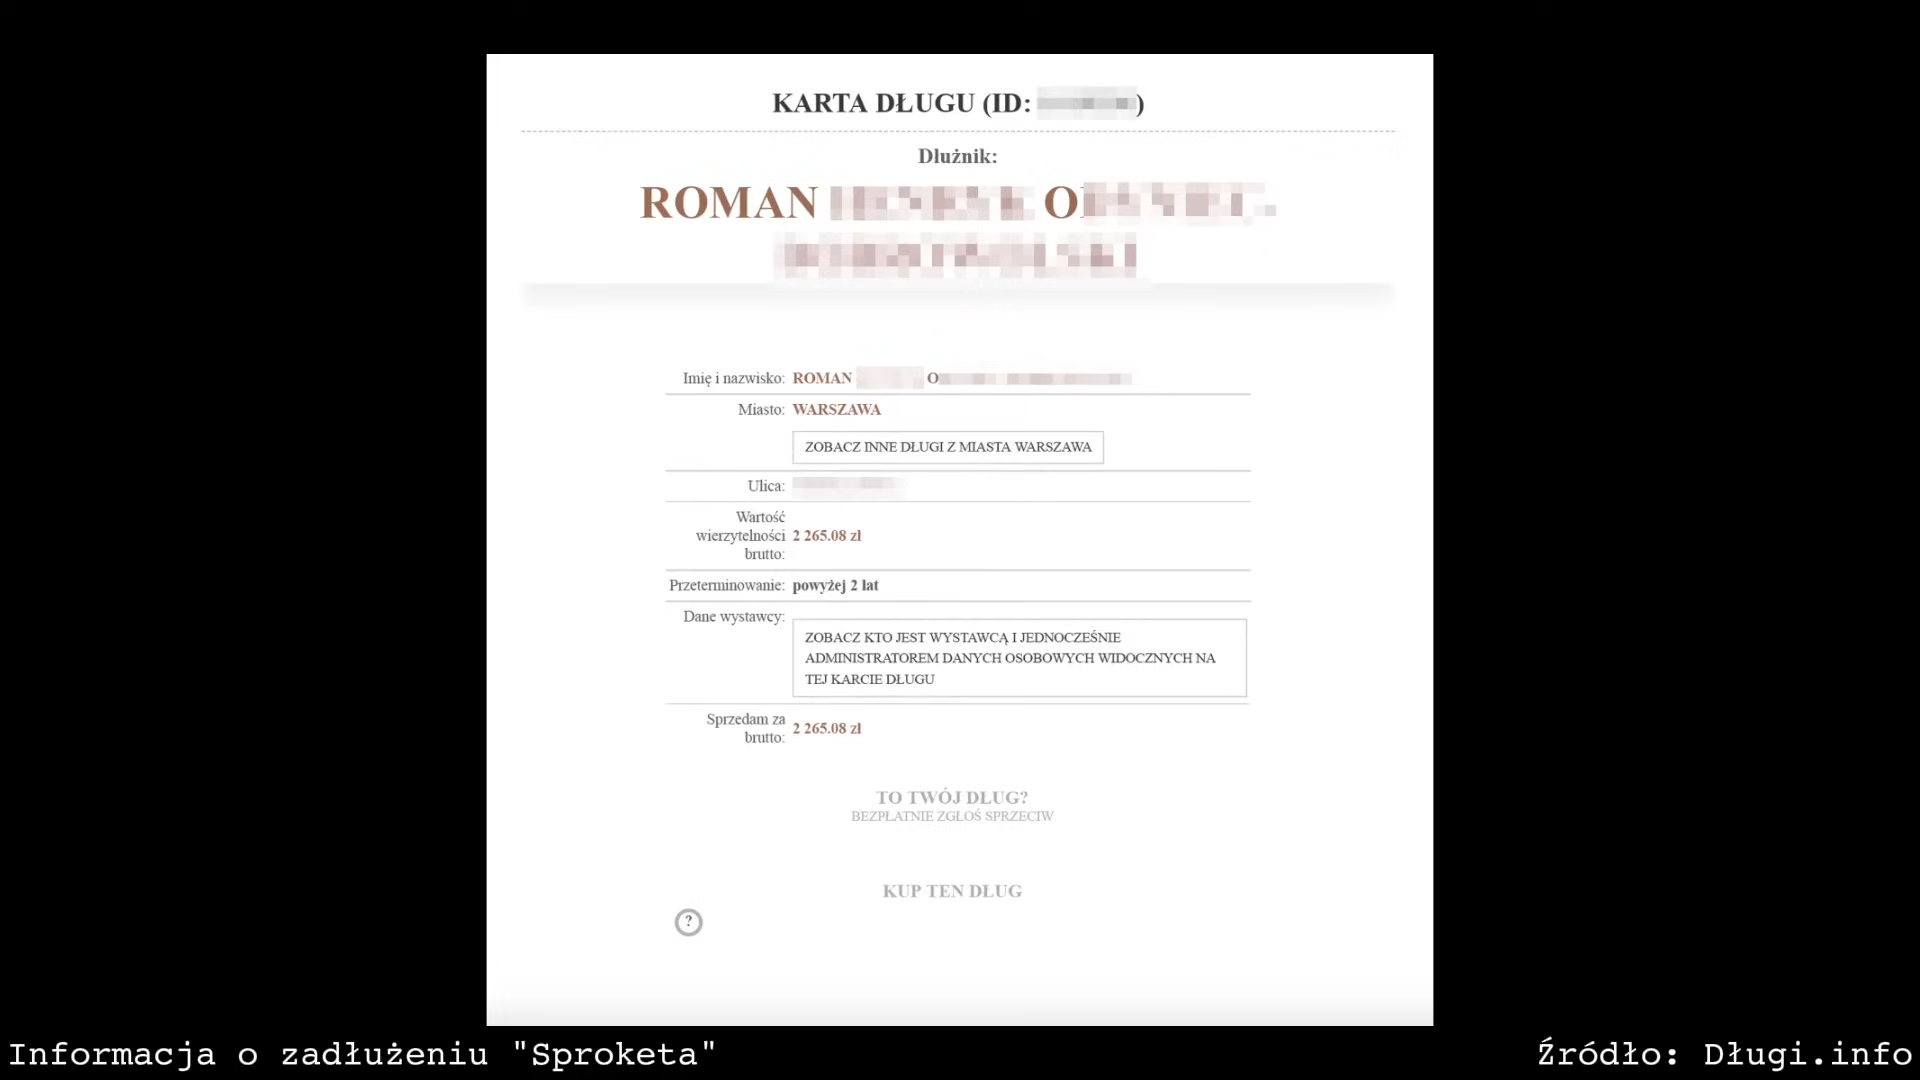 KARTA DŁUGU (ID: )
Dłużnik:
ROMAN O
Imię i nazwisko: ROMAN O
Miasto: WARSZAWA
ZOBACZ INNE DŁUGI Z MIASTA WARSZAWA
Ulica:
Wartość
wierzytelności 2 265.08 zł
brutto:
Przeterminowanie: powyżej 2 lat
Dane wystawcy:
ZOBACZ KTO JEST WYSTAWCĄ I JEDNOCZEŚNIE
ADMINISTRATOREM DANYCH OSOBOWYCH WIDOCZNYCH NA
TEJ KARCIE DŁUGU
Sprzedam za
brutto: 2 265.08 zł
TO TWÓJ DŁUG?
BEZPŁATNIE ZGŁOŚ SPRZECIW
KUP TEN DŁUG
?
Informacja o zadłużeniu "Sproketa"
Źródło: Długi.info